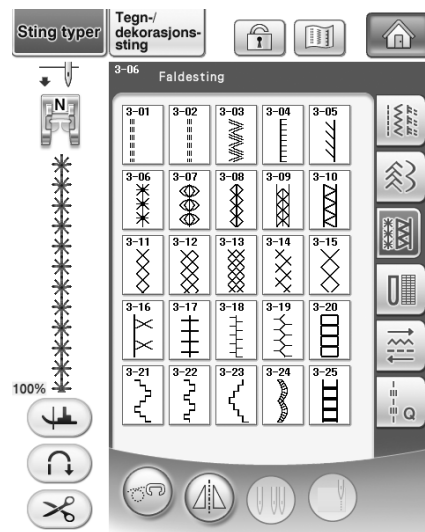 Sting typer
Tegn-/
dekorasjons-
sting
3-06
Faldesting
N
3-01 3-02 3-03 3-04 3-05
3-06 3-07 3-08 3-09 3-10
3-11 3-12 3-13 3-14 3-15
3-16 3-17 3-18 3-19 3-20
3-21 3-22 3-23 3-24 3-25
100%
Q